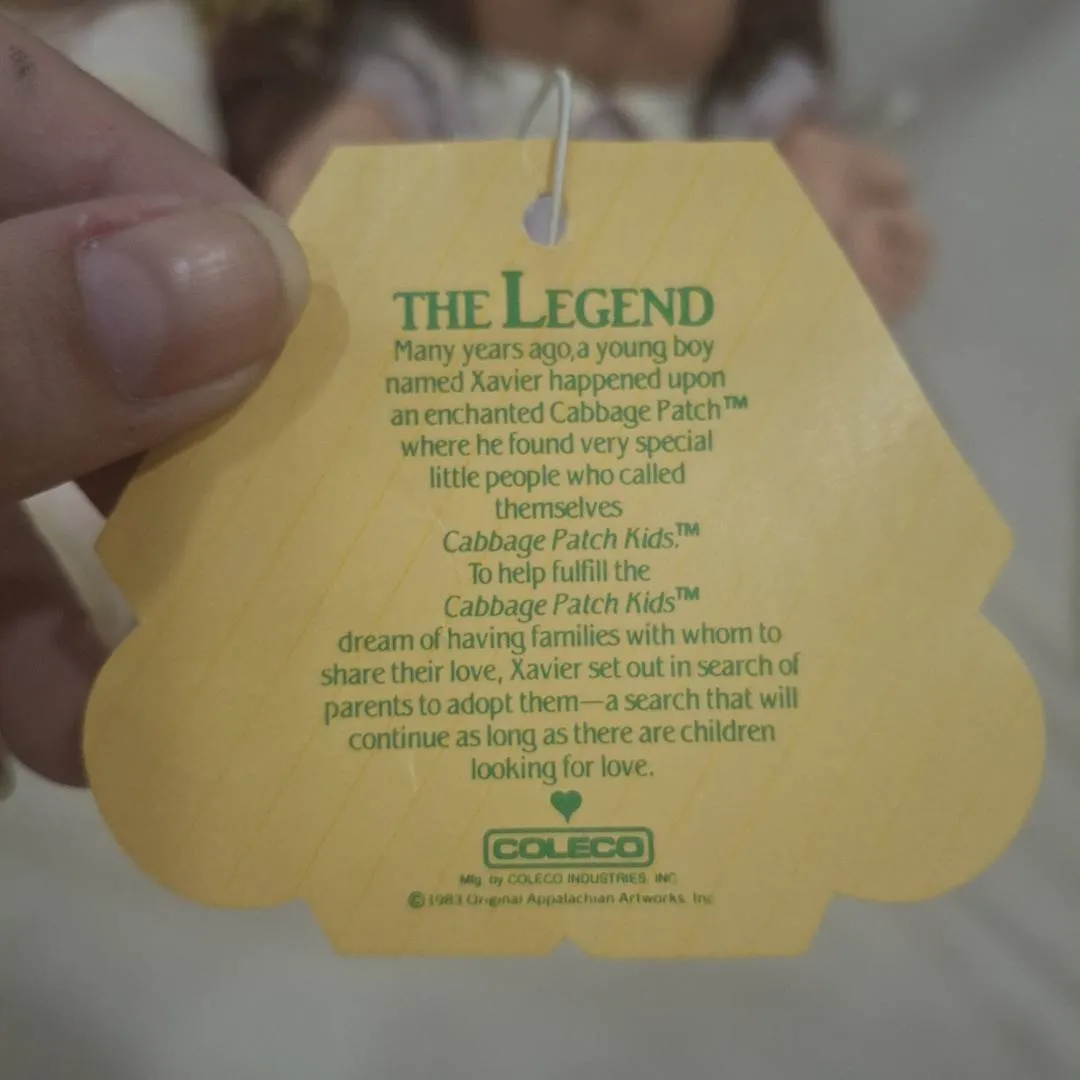 THE LEGEND
Many years ago,a young boy
named Xavier happened upon
an enchanted Cabbage Patch™
where he found very special
little people who called
themselves
Cabbage Patch Kids.™
To help fulfill the
Cabbage Patch Kids™
dream of having families with whom to
share their love, Xavier set out in search of
parents to adopt them—a search that will
continue as long as there are children
looking for love.
COLECO
Mfg. by COLECO INDUSTRIES, INC.
©1983 Original Appalachian Artworks, Inc.